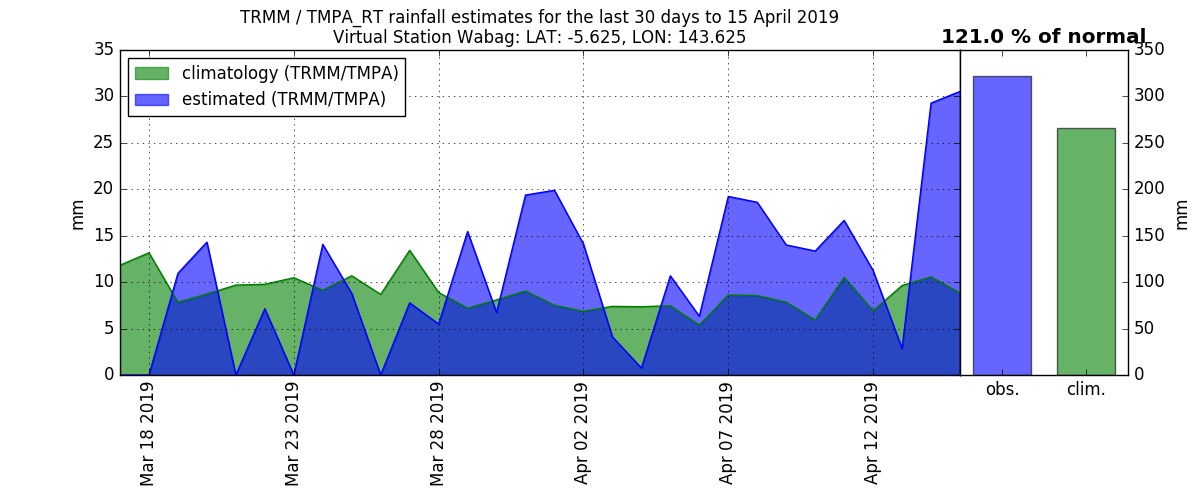 TRMM / TMPA_RT rainfall estimates for the last 30 days to 15 April 2019
Virtual Station Wabag: LAT: -5.625, LON: 143.625
121.0 % of normal
climatology (TRMM/TMPA)
estimated (TRMM/TMPA)
35
30
25
20
15
10
5
0
mm
350
300
250
200
150
100
50
0
mm
Mar 18 2019
Mar 23 2019
Mar 28 2019
Apr 02 2019
Apr 07 2019
Apr 12 2019
obs.
clim.